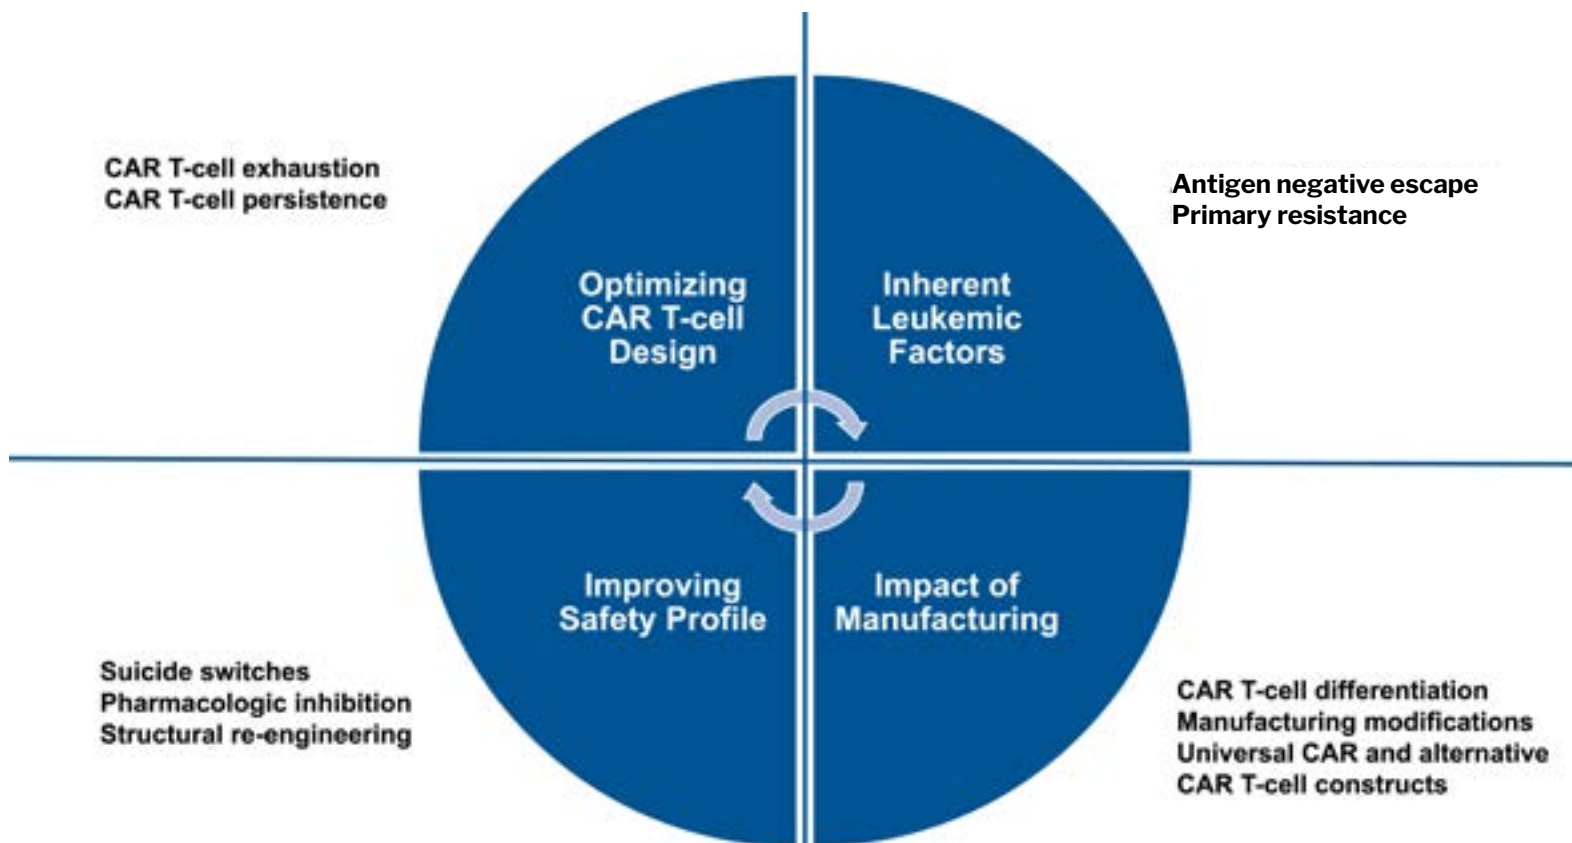 CAR T-cell exhaustion
CAR T-cell persistence
Optimizing
CAR T-cell
Design
Inherent
Leukemic
Factors
Antigen negative escape
Primary resistance
Suicide switches
Pharmacologic inhibition
Structural re-engineering
Improving
Safety Profile
Impact of
Manufacturing
CAR T-cell differentiation
Manufacturing modifications
Universal CAR and alternative
CAR T-cell constructs